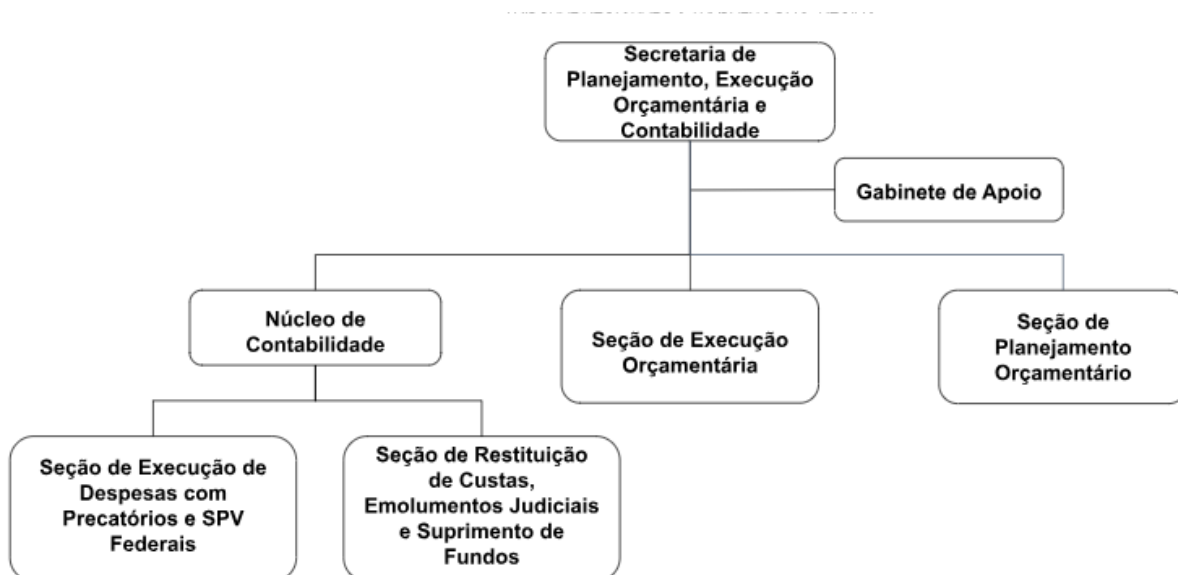 Secretaria de
Planejamento, Execução
Orçamentária e
Contabilidade
Gabinete de Apoio
Núcleo de
Contabilidade
Seção de Execução
Orçamentária
Seção de
Planejamento
Orçamentário
Seção de Execução de
Despesas com
Precatórios e SPV
Federais
Seção de Restituição
de Custas,
Emolumentos Judiciais
e Suprimento de
Fundos